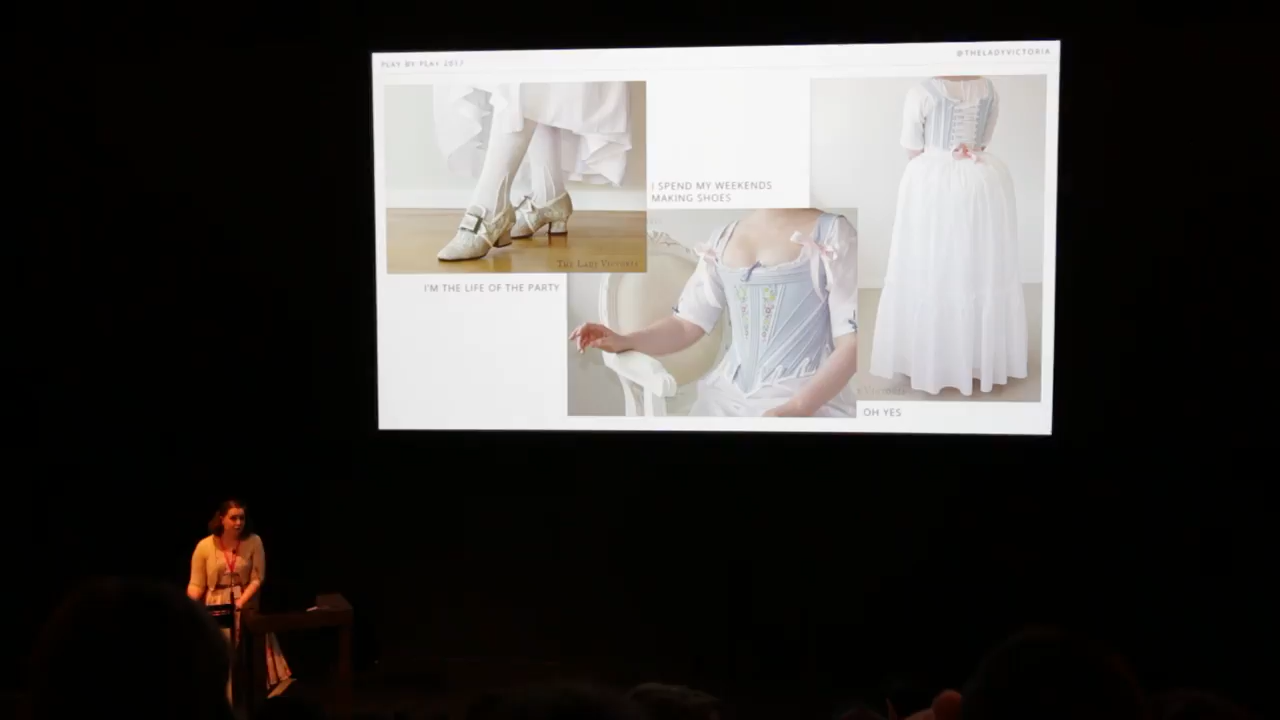 PLAY BY PLAY 2017
@THELADYVICTORIA
I SPEND MY WEEKENDS
MAKING SHOES
THE LADY VICTORIA
I'M THE LIFE OF THE PARTY
OH YES